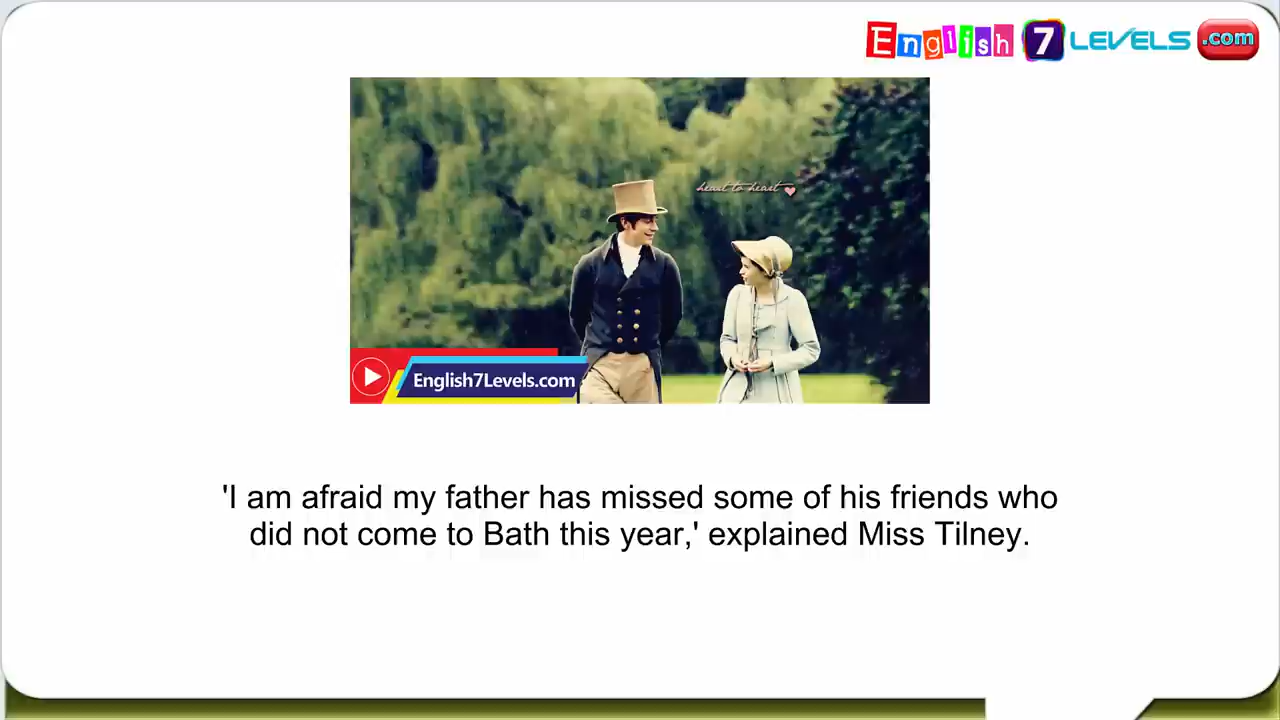 English 7 LEVELS .com
heart to heart
English7Levels.com
'I am afraid my father has missed some of his friends who
did not come to Bath this year,' explained Miss Tilney.